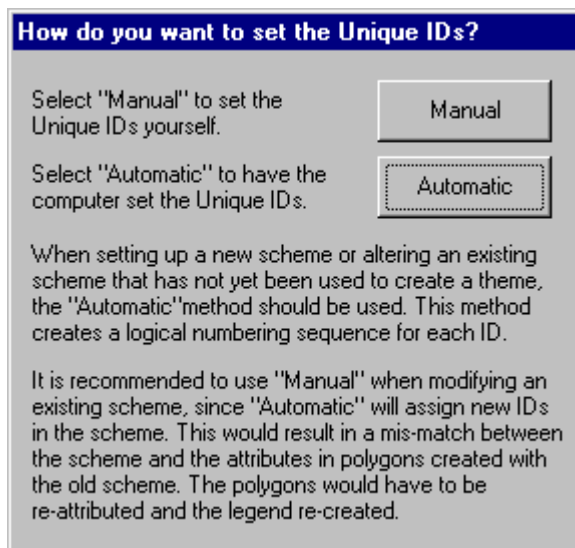 How do you want to set the Unique IDs?
Select "Manual" to set the
Unique IDs yourself.
Manual
Select "Automatic" to have the
computer set the Unique IDs.
Automatic
When setting up a new scheme or altering an existing
scheme that has not yet been used to create a theme,
the "Automatic"method should be used. This method
creates a logical numbering sequence for each ID.
It is recommended to use "Manual" when modifying an
existing scheme, since "Automatic" will assign new IDs
in the scheme. This would result in a mis-match between
the scheme and the attributes in polygons created with
the old scheme. The polygons would have to be
re-attributed and the legend re-created.